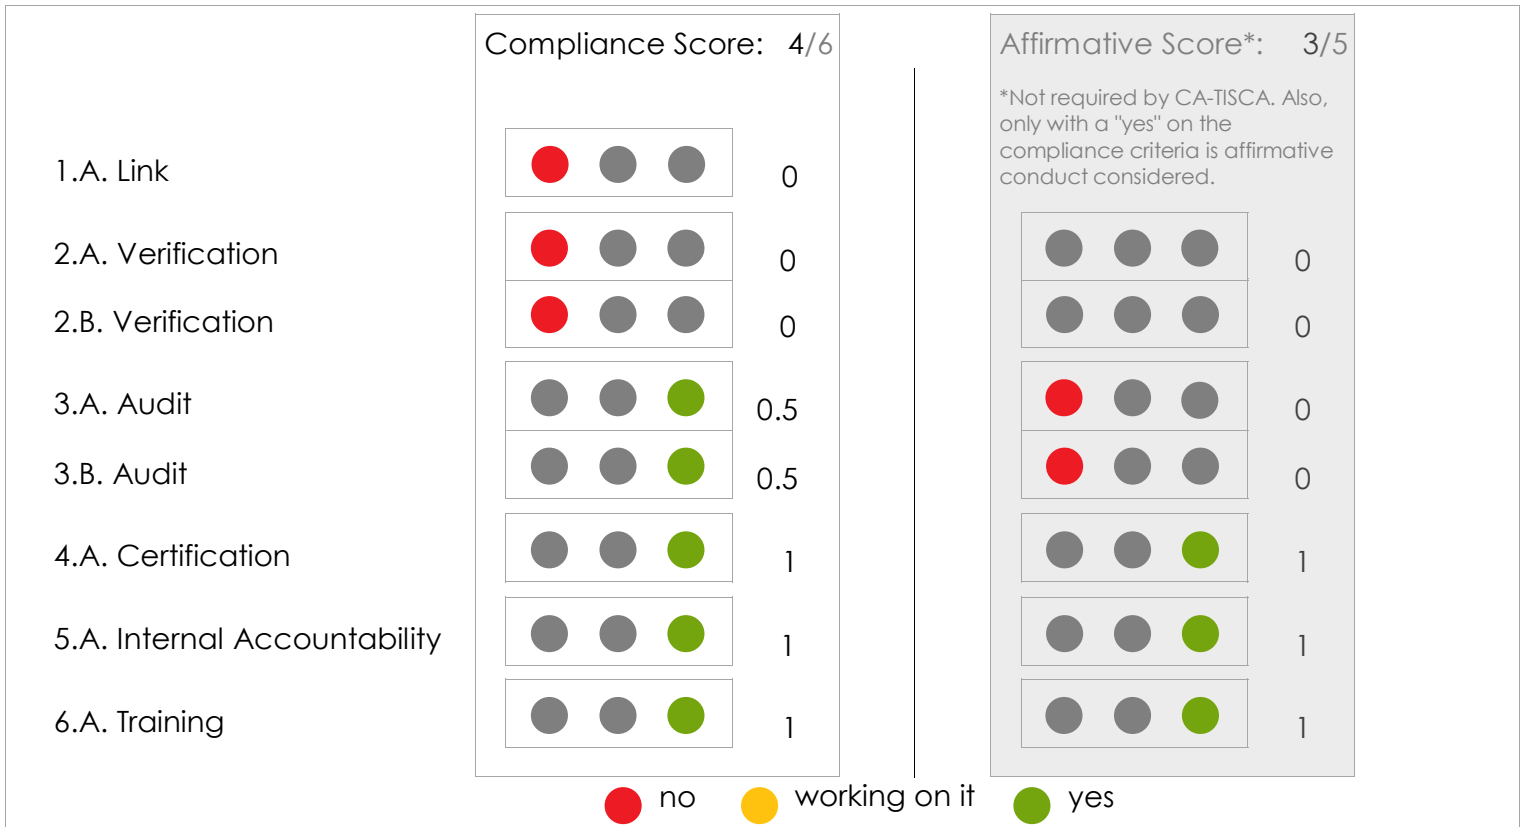 Compliance Score: 4/6
Affirmative Score*: 3/5
*Not required by CA-TISCA. Also,
only with a "yes" on the
compliance criteria is affirmative
conduct considered.
1.A. Link 0
2.A. Verification 0 0
2.B. Verification 0 0
3.A. Audit 0.5 0
3.B. Audit 0.5 0
4.A. Certification 1 1
5.A. Internal Accountability 1 1
6.A. Training 1 1
no working on it yes